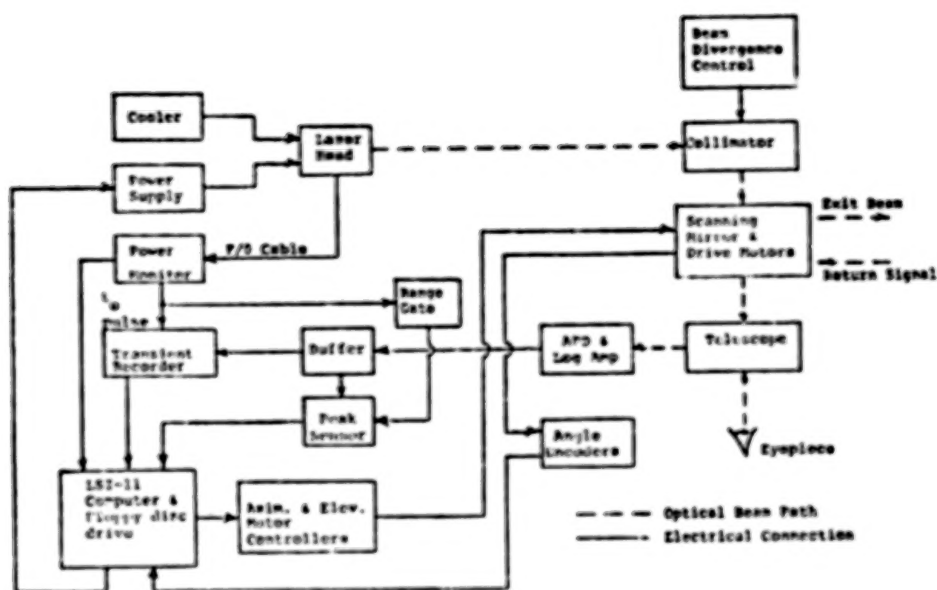 Beam
Divergence
Control
Cooler
Laser
Head
Collimator
Power
Supply
Exit Beam
Scanning
Mirror &
Drive Motors
F/O Cable
Power
Monitor
Return Signal
Range
Gate
Pulse
Buffer
APD &
Log Amp
Telescope
Transient
Recorder
Peak
Sensor
Angle
Encoders
Eyepiece
LSI-11
Computer &
Floppy disc
drive
Azim. & Elev.
Motor
Controllers
Optical Beam Path
Electrical Connection